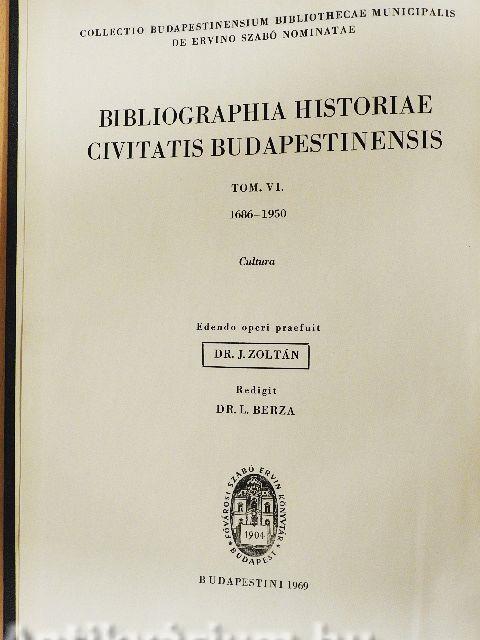 COLLECTIO BUDAPESTINENSIUM BIBLIOTHECAE MUNICIPALIS
DE ERVINO SZABÓ NOMINATAE
BIBLIOGRAPHIA HISTORIAE
CIVITATIS BUDAPESTINENSIS
TOM. VI.
1686–1950
Cultura
Edendo operi praefuit
DR. J. ZOLTÁN
Redigit
DR. L. BERZA
FŐVÁROSI SZABÓ ERVIN KÖNYVTÁR
1904
BUDAPEST
BUDAPESTINI 1969